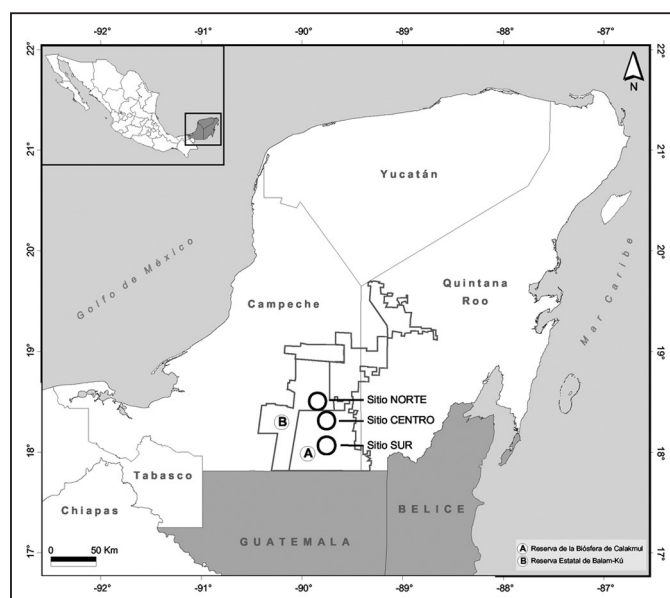 -92° -91° -90° -89° -88° -87°
22° 22°
N
21° 21°
Yucatán
20° 20°
Golfo de México
Mar Caribe
Quintana
Roo
Campeche
19° 19°
Sitio NORTE
B Sitio CENTRO
Sitio SUR
18° A 18°
Tabasco
Chiapas
BELICE
GUATEMALA
17° 17°
0 50 Km
A Reserva de la Biósfera de Calakmul
B Reserva Estatal de Balam-Kú
-92° -91° -90° -89° -88° -87°